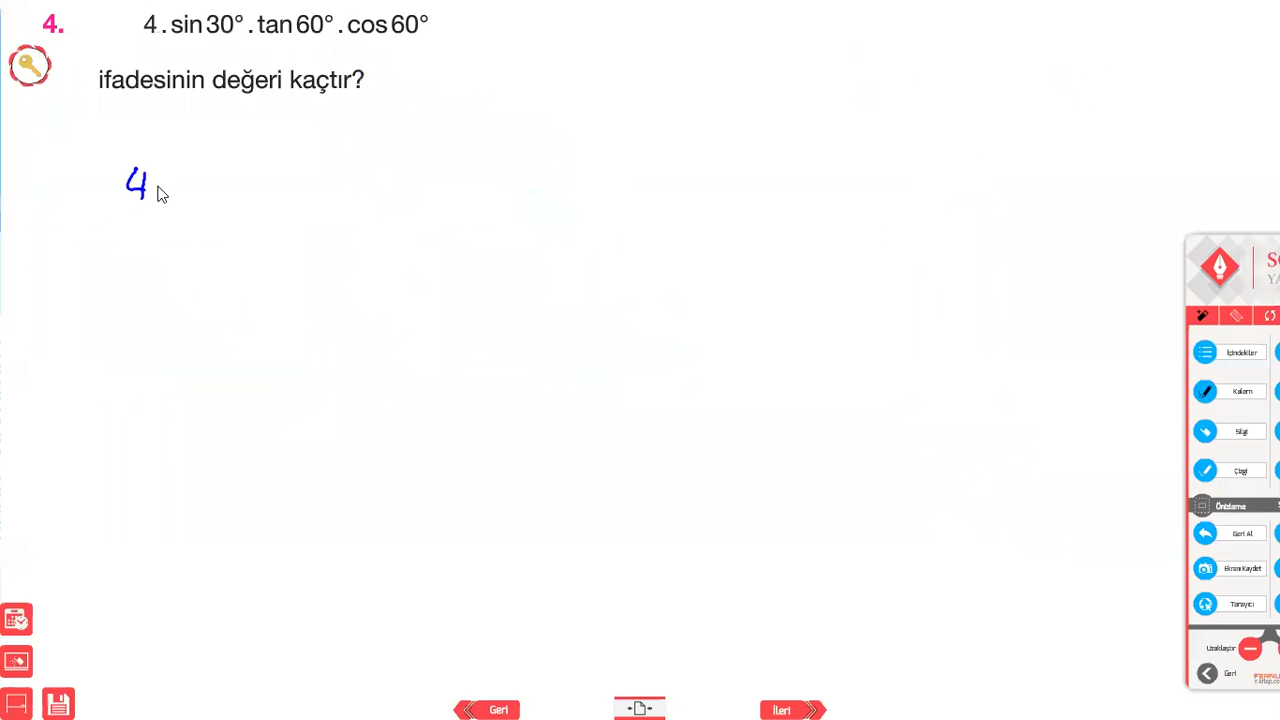 4. 4 . sin 30° . tan 60° . cos 60°
ifadesinin değeri kaçtır?
4
İçindekiler
Kalem
Silgi
Çizgi
Önizleme
Geri Al
Ekranı Kaydet
Tarayıcı
Uzaklaştır
Geri
Geri
İleri